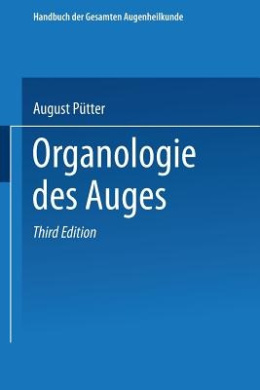 Handbuch der Gesamten Augenheilkunde
August Pütter
Organologie
des Auges
Third Edition